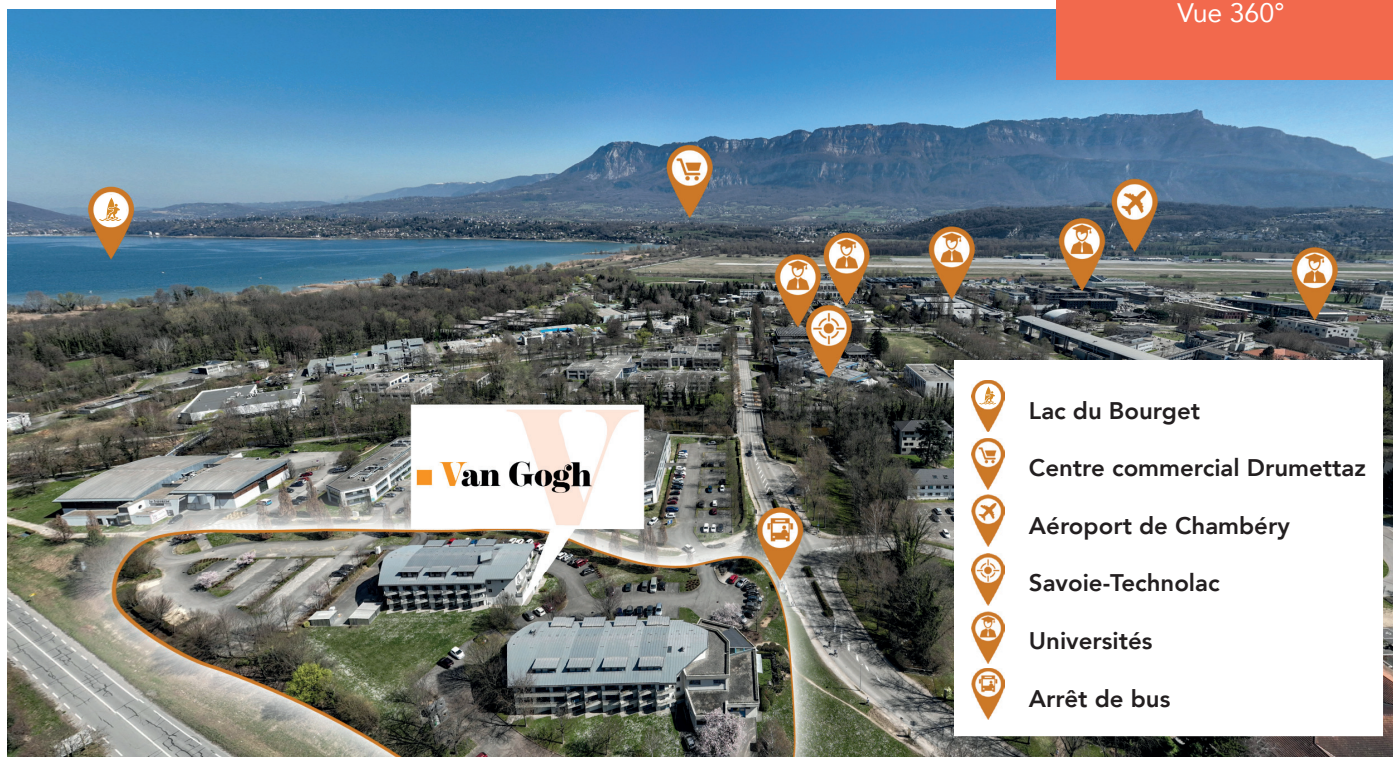 Vue 360°
V
Van Gogh
Lac du Bourget
Centre commercial Drumettaz
Aéroport de Chambéry
Savoie-Technolac
Universités
Arrêt de bus